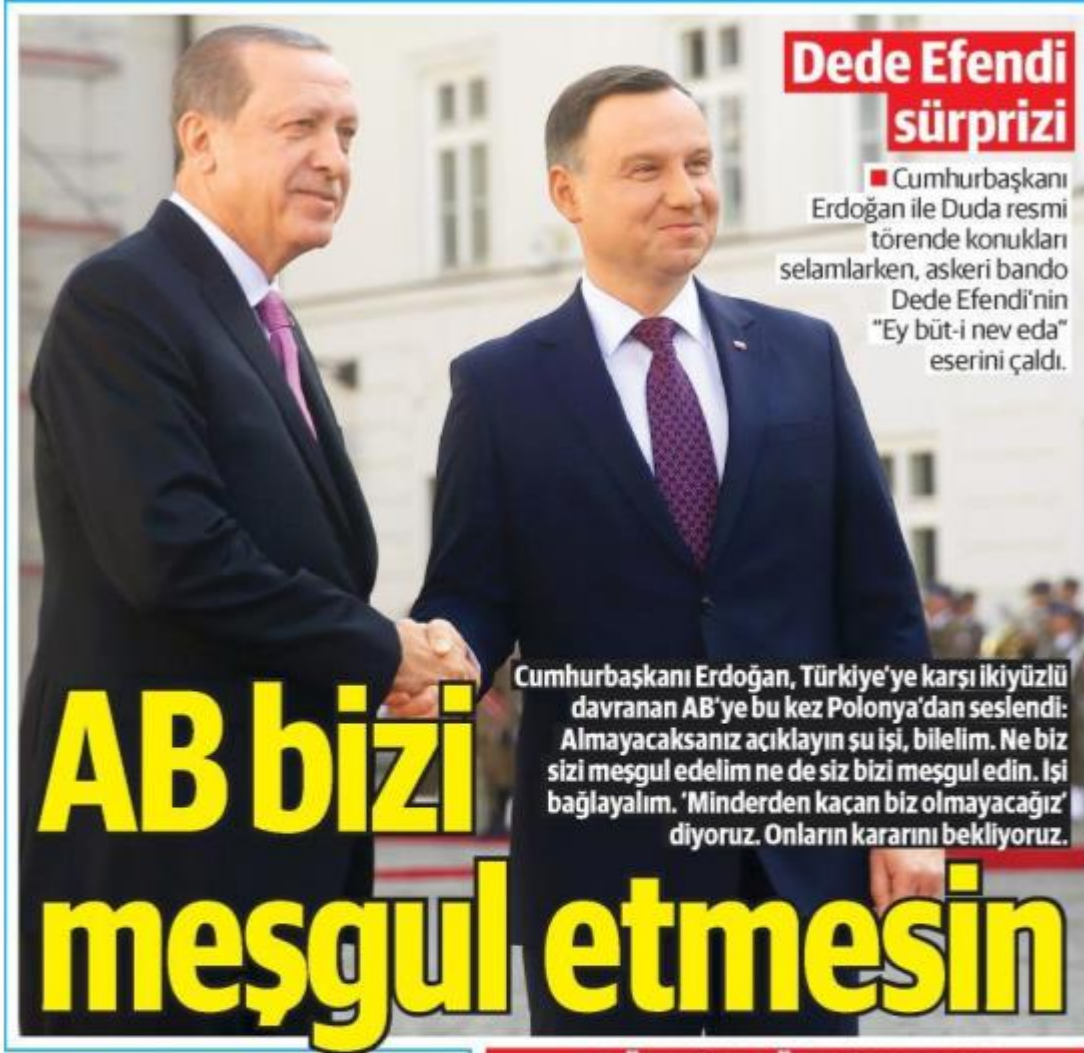 Dede Efendi
sürprizi
Cumhurbaşkanı
Erdoğan ile Duda resmi
törende konukları
selamlarken, askeri bando
Dede Efendi'nin
"Ey büt-i nev eda"
eserini çaldı.
Cumhurbaşkanı Erdoğan, Türkiye'ye karşı ikiyüzlü
davranan AB'ye bu kez Polonya'dan seslendi:
Almayacaksanız açıklayın şu işi, bilelim. Ne biz
sizi meşgul edelim ne de siz bizi meşgul edin. İşi
bağlayalım. 'Minderden kaçan biz olmayacağız'
diyoruz. Onların kararını bekliyoruz.
AB bizi
meşgul etmesin